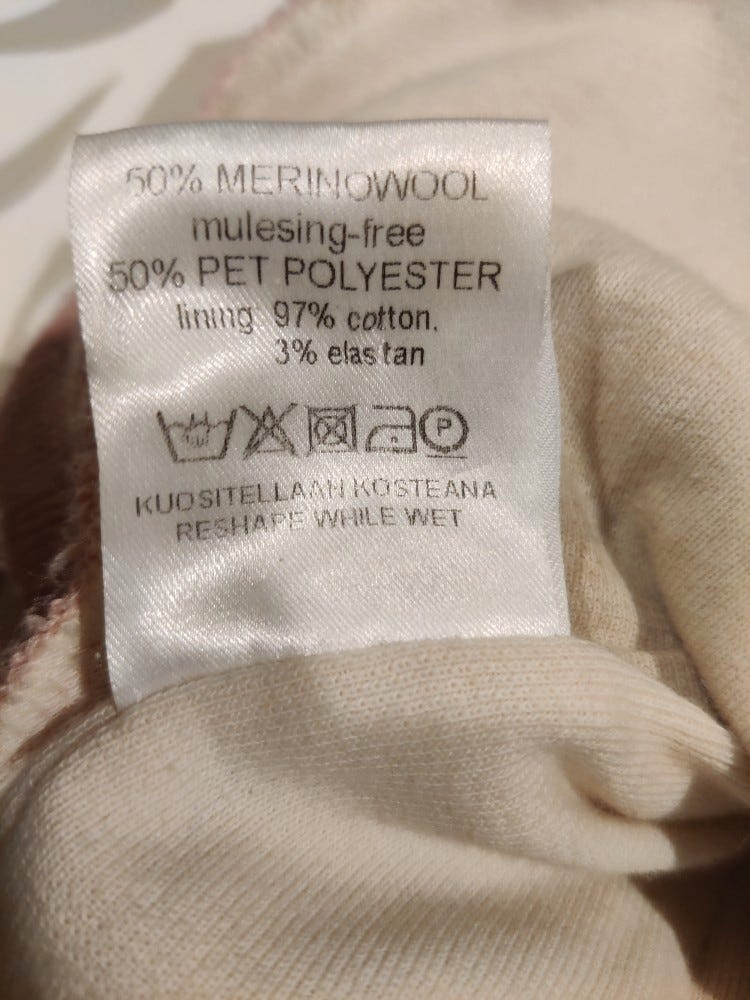 50% MERINOWOOL
mulesing-free
50% PET POLYESTER
lining 97% cotton,
3% elastan
P
KUOSITELLAAN KOSTEANA
RESHAPE WHILE WET